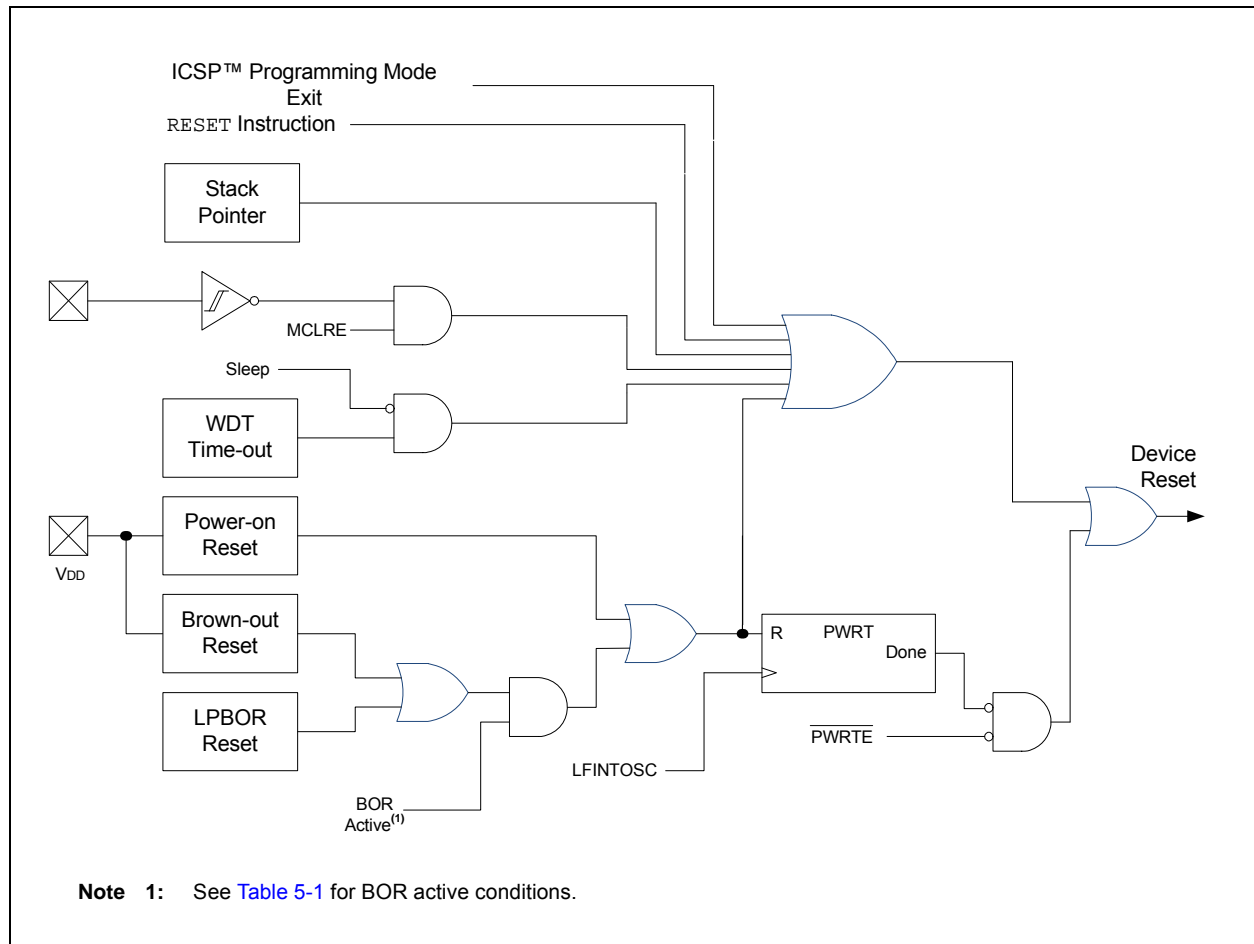 ICSP™ Programming Mode
Exit
RESET Instruction
Stack
Pointer
MCLRE
Sleep
WDT
Time-out
Device
Reset
Power-on
Reset
VDD
Brown-out
Reset
R PWRT
Done
LPBOR
Reset
PWRTE
LFINTOSC
BOR
Active(1)
Note 1: See Table 5-1 for BOR active conditions.